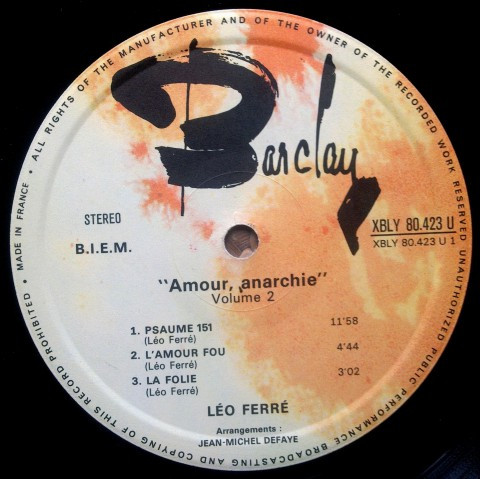 ALL RIGHTS OF THE MANUFACTURER AND OF THE OWNER OF THE RECORDED WORK RESERVED UNAUTHORIZED PUBLIC PERFORMANCE BROADCASTING AND COPYING OF THIS RECORD PROHIBITED • MADE IN FRANCE •
Barclay
STEREO
B.I.E.M.
XBLY 80.423 U
XBLY 80.423 U 1
"Amour, anarchie"
Volume 2
1. PSAUME 151 11'58
(Léo Ferré)
2. L'AMOUR FOU 4'44
(Léo Ferré)
3. LA FOLIE 3'02
(Léo Ferré)
LÉO FERRÉ
Arrangements :
JEAN-MICHEL DEFAYE